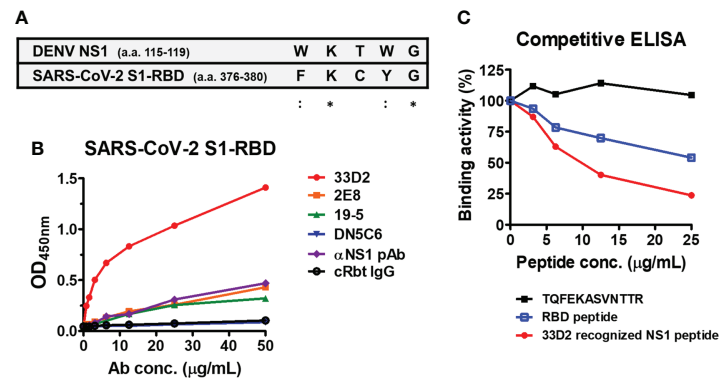 A
DENV NS1 (a.a. 115-119) W K T W G
SARS-CoV-2 S1-RBD (a.a. 376-380) F K C Y G
: * : *
B
SARS-CoV-2 S1-RBD
OD450nm
1.5
1.0
0.5
0.0
0 10 20 30 40 50
Ab conc. (μg/mL)
33D2
2E8
19-5
DN5C6
αNS1 pAb
cRbt IgG
C
Competitive ELISA
Binding activity (%)
125
100
75
50
25
0
0 5 10 15 20 25
Peptide conc. (μg/mL)
TQFEKASVNTTR
RBD peptide
33D2 recognized NS1 peptide